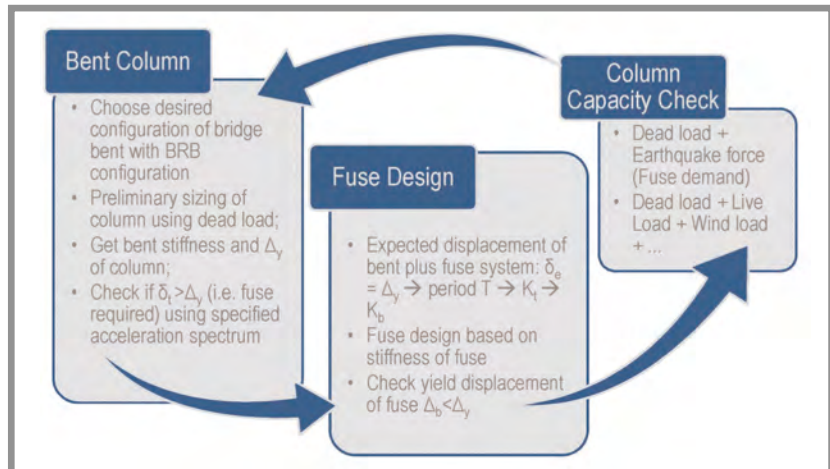 Bent Column
• Choose desired
configuration of bridge
bent with BRB
configuration
• Preliminary sizing of
column using dead load;
• Get bent stiffness and Δy
of column;
• Check if δt>Δy (i.e. fuse
required) using specified
acceleration spectrum
Fuse Design
• Expected displacement of
bent plus fuse system: δe
= Δy → period T → Kt →
Kb
• Fuse design based on
stiffness of fuse
• Check yield displacement
of fuse Δb<Δy
Column
Capacity Check
• Dead load +
Earthquake force
(Fuse demand)
• Dead load + Live
Load + Wind load
+ ...